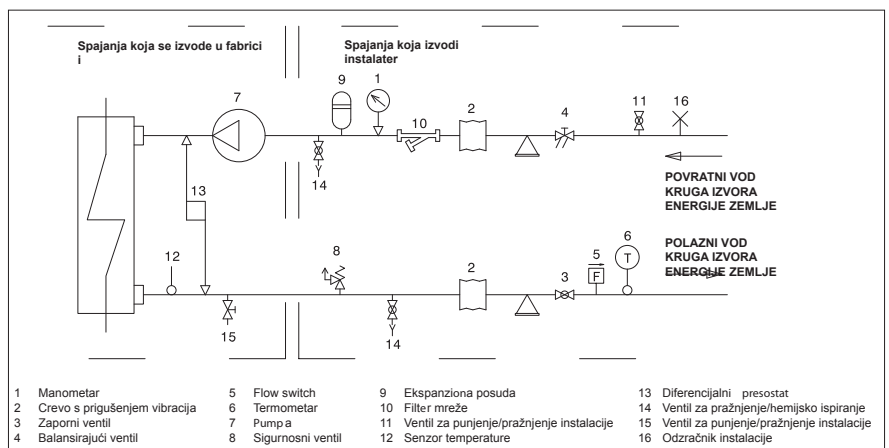 Spajanja koja se izvode u fabrici
i
Spajanja koja izvodi
instalater
9
1
7
10
2
4
11
16
14
13
POVRATNI VOD
KRUGA IZVORA
ENERGIJE ZEMLJE
POLAZNI VOD
KRUGA IZVORA
ENERGIJE ZEMLJE
12
8
2
3
5
6
F
T
15
14
1 Manometar
2 Crevo s prigušenjem vibracija
3 Zaporni ventil
4 Balansirajući ventil
5 Flow switch
6 Termometar
7 Pumpa
8 Sigurnosni ventil
9 Ekspanziona posuda
10 Filter mreže
11 Ventil za punjenje/pražnjenje instalacije
12 Senzor temperature
13 Diferencijalni presostat
14 Ventil za pražnjenje/hemijsko ispiranje
15 Ventil za punjenje/pražnjenje instalacije
16 Odzračnik instalacije